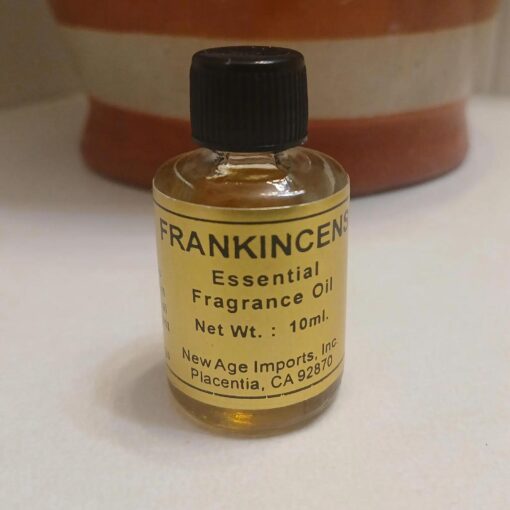 FRANKINCENS
Essential
Fragrance Oil
Net Wt. : 10ml.
New Age Imports, Inc.
Placentia, CA 92870